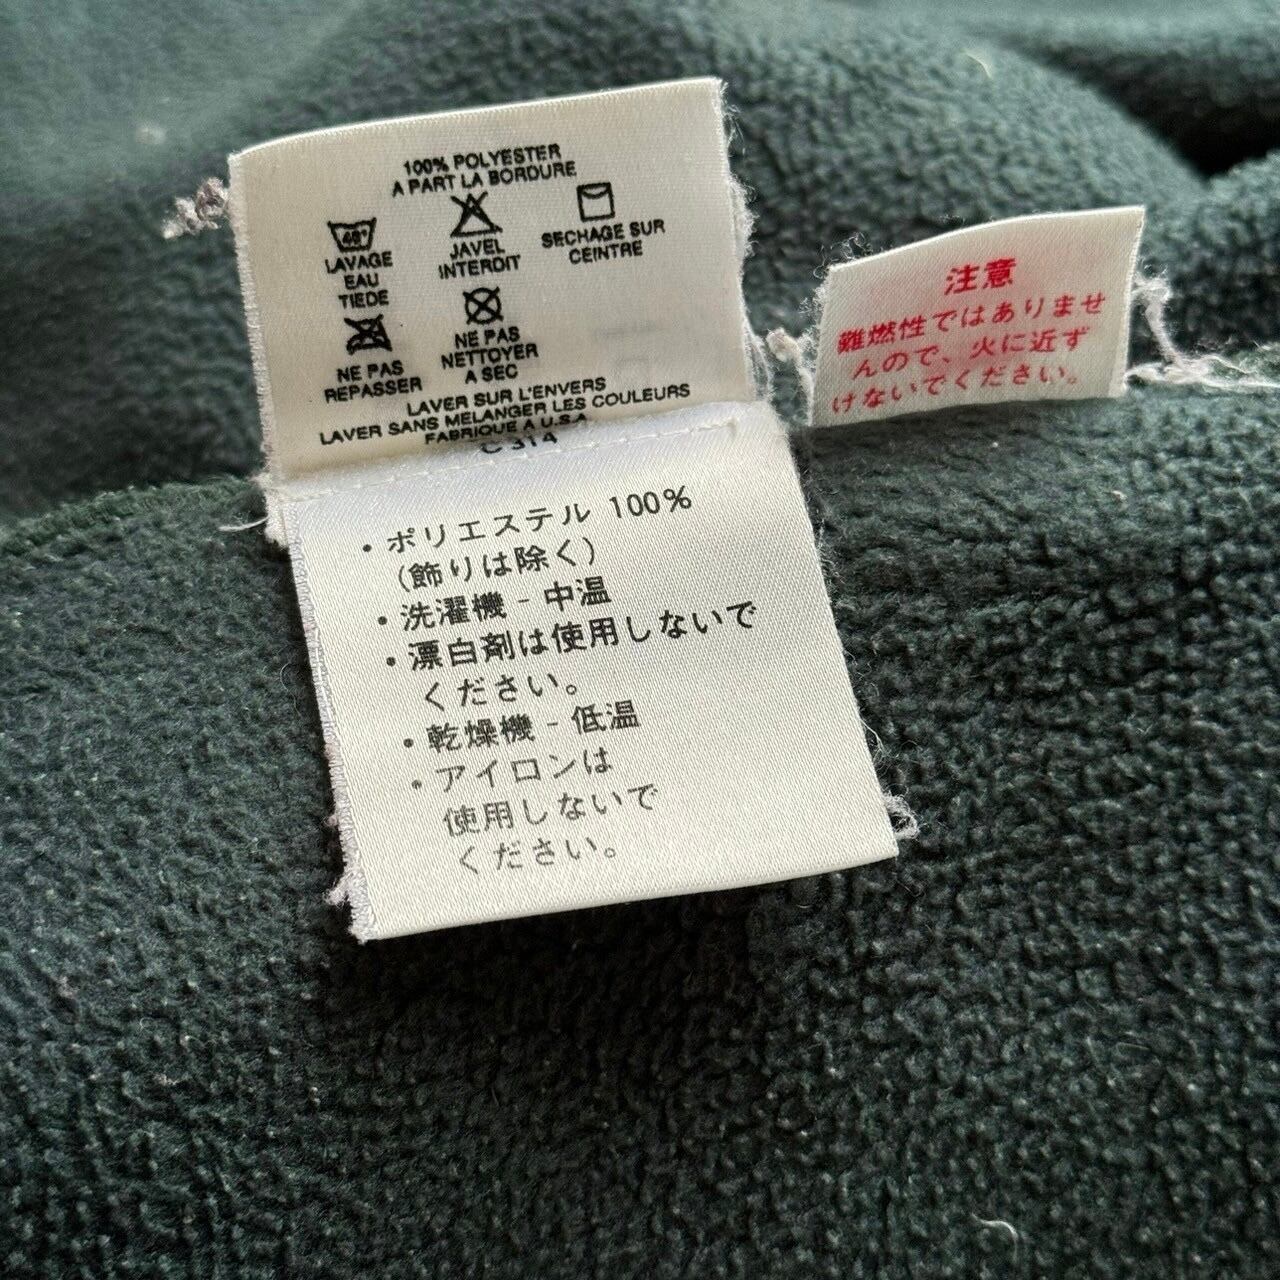 100% POLYESTER
A PART LA BORDURE
40°
LAVAGE
EAU
TIEDE
JAVEL
INTERDIT
SECHAGE SUR
CEINTRE
NE PAS
REPASSER
NE PAS
NETTOYER
A SEC
LAVER SUR L'ENVERS
LAVER SANS MELANGER LES COULEURS
FABRIQUE A U.S.A
C 314
・ポリエステル 100%
(飾りは除く)
・洗濯機 - 中温
・漂白剤は使用しないで
ください。
・乾燥機 - 低温
・アイロンは
使用しないで
ください。
注意
難燃性ではありませ
んので、火に近ず
けないでください。